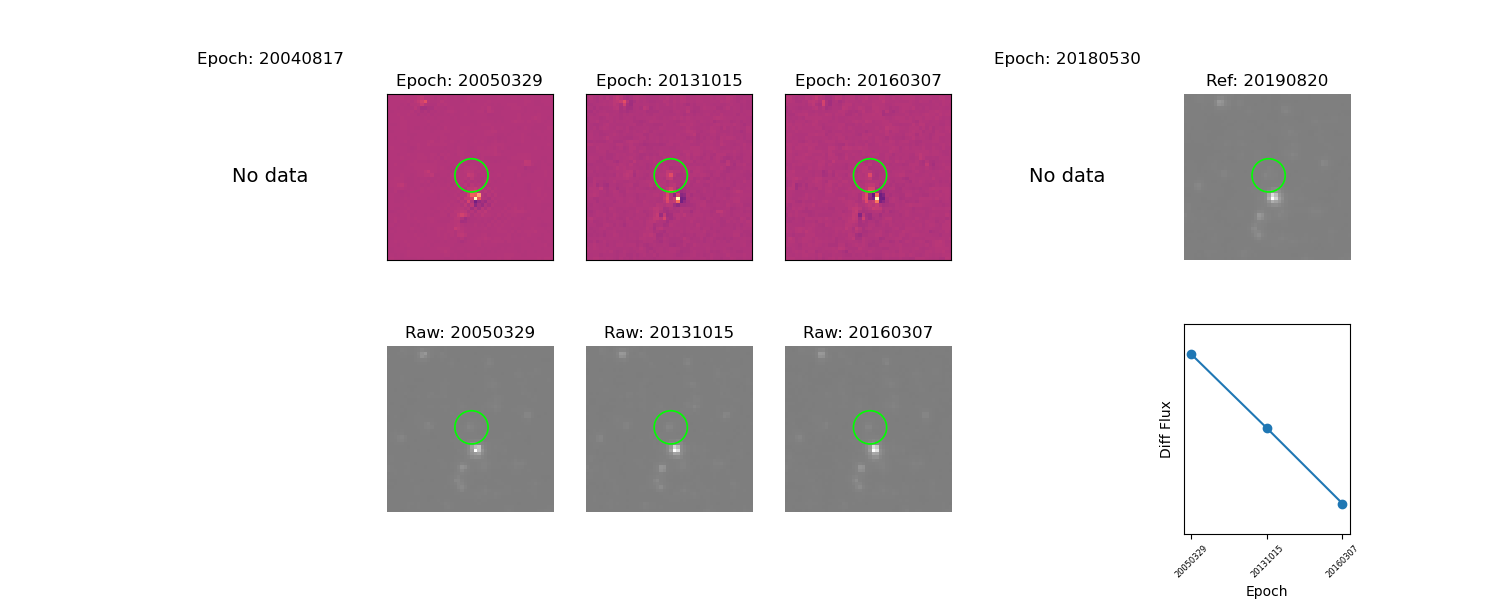 Epoch: 20040817
Epoch: 20050329
Epoch: 20131015
Epoch: 20160307
Epoch: 20180530
Ref: 20190820
No data
No data
Raw: 20050329
Raw: 20131015
Raw: 20160307
Diff Flux
20050329
20131015
20160307
Epoch